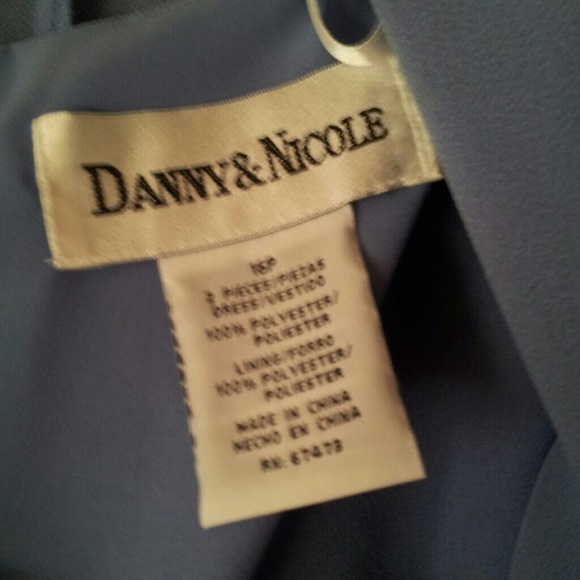 DANNY & NICOLE
16P
2 PIECES/PIEZAS
DRESS/VESTIDO
100% POLYESTER/
POLIESTER
LINING/FORRO
100% POLYESTER/
POLIESTER
MADE IN CHINA
HECHO EN CHINA
RN: 67473